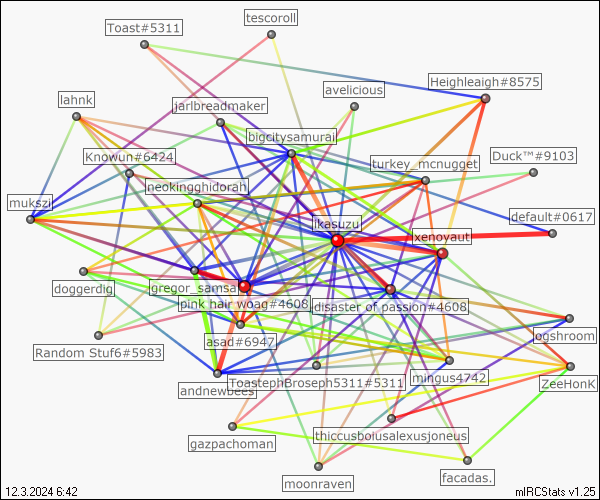 tescoroll
Toast#5311
Heighleaigh#8575
lahnk
avelicious
jarlbreadmaker
bigcitysamurai
Knowun#6424
turkey_mcnugget
Duck™#9103
neokingghidorah
mukszi
ikasuzu
default#0617
xenoyaut
doggerdig
gregor_samsa
pink hair woag#4608
disaster of passion#4608
Random Stuf6#5983
asad#6947
ogshroom
andnewbees
ToastephBroseph5311#5311
mingus4742
ZeeHonK
gazpachoman
thiccusboiusalexusjoneus
moonraven
facadas.
12.3.2024 6:42
mIRCStats v1.25